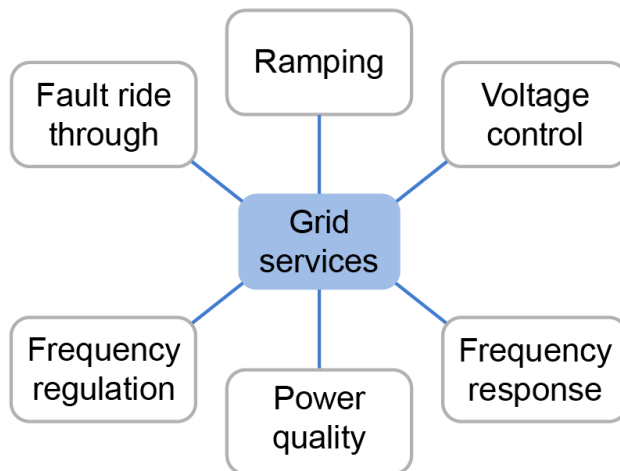 Ramping
Fault ride
through
Voltage
control
Grid
services
Frequency
regulation
Frequency
response
Power
quality